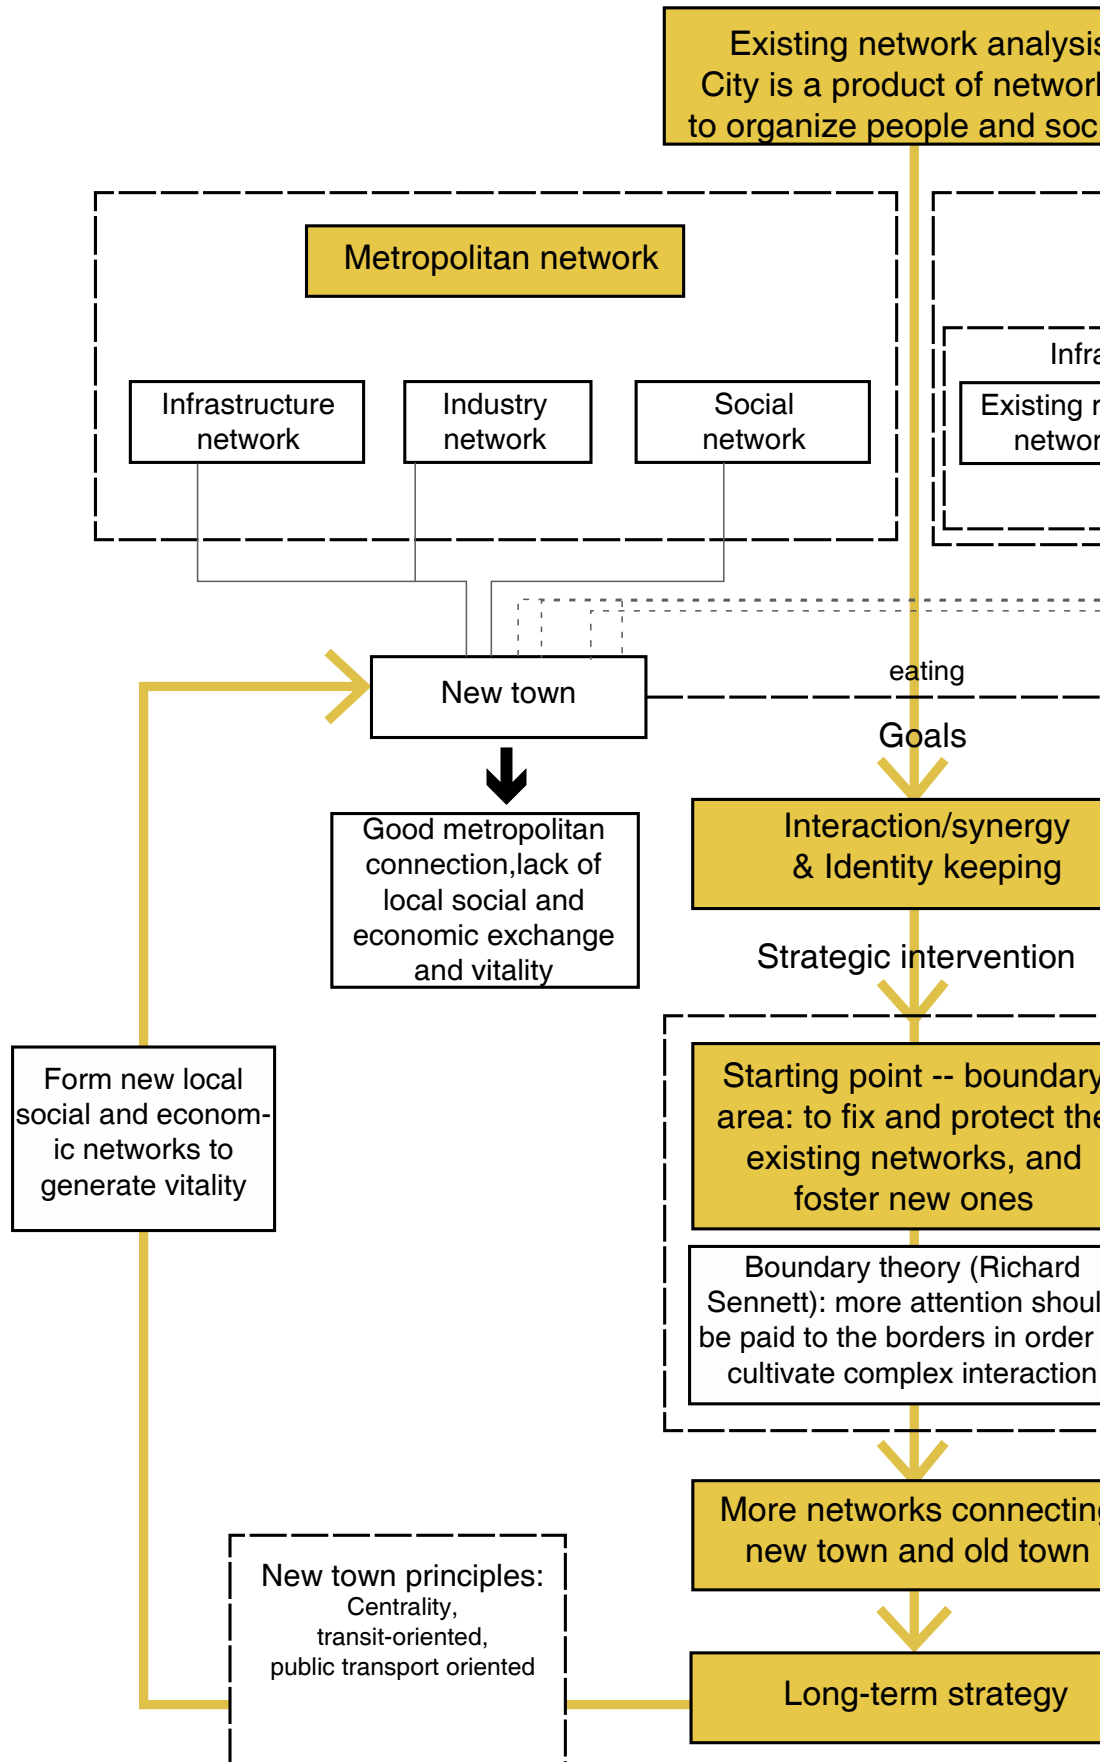 Existing network analysis
City is a product of network
to organize people and soc
Metropolitan network
Infrastructure
network
Industry
network
Social
network
Infra
Existing r
networ
New town
eating
Goals
Good metropolitan
connection,lack of
local social and
economic exchange
and vitality
Interaction/synergy
& Identity keeping
Strategic intervention
Form new local
social and econom-
ic networks to
generate vitality
Starting point -- boundary
area: to fix and protect the
existing networks, and
foster new ones
Boundary theory (Richard
Sennett): more attention shoul
be paid to the borders in order
cultivate complex interaction
More networks connecting
new town and old town
New town principles:
Centrality,
transit-oriented,
public transport oriented
Long-term strategy